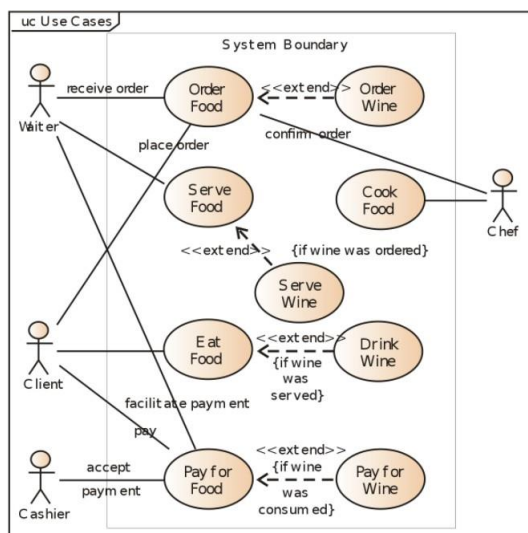 uc Use Cases
System Boundary
receive order
Order
Food
<<extend>>
Order
Wine
Waiter
confirm order
place order
Serve
Food
Cook
Food
Chef
<<extend>>
{if wine was ordered}
Serve
Wine
Eat
Food
<<extend>>
Drink
Wine
{if wine
was
served}
Client
facilitate payment
pay
<<extend>>
accept
payment
Pay for
Food
{if wine
was
consumed}
Pay for
Wine
Cashier